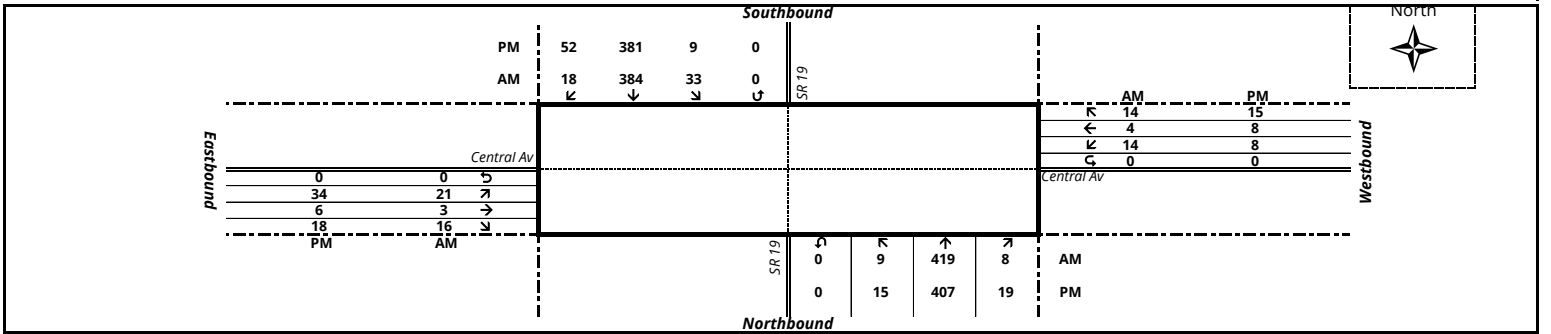 Southbound
North
PM 52 381 9 0
AM 18 384 33 0
SR 19
AM PM
14 15
4 8
14 8
0 0
Central Av
Westbound
Eastbound
Central Av
0 0
34 21
6 3
18 16
PM AM
SR 19
0 9 419 8 AM
0 15 407 19 PM
Northbound